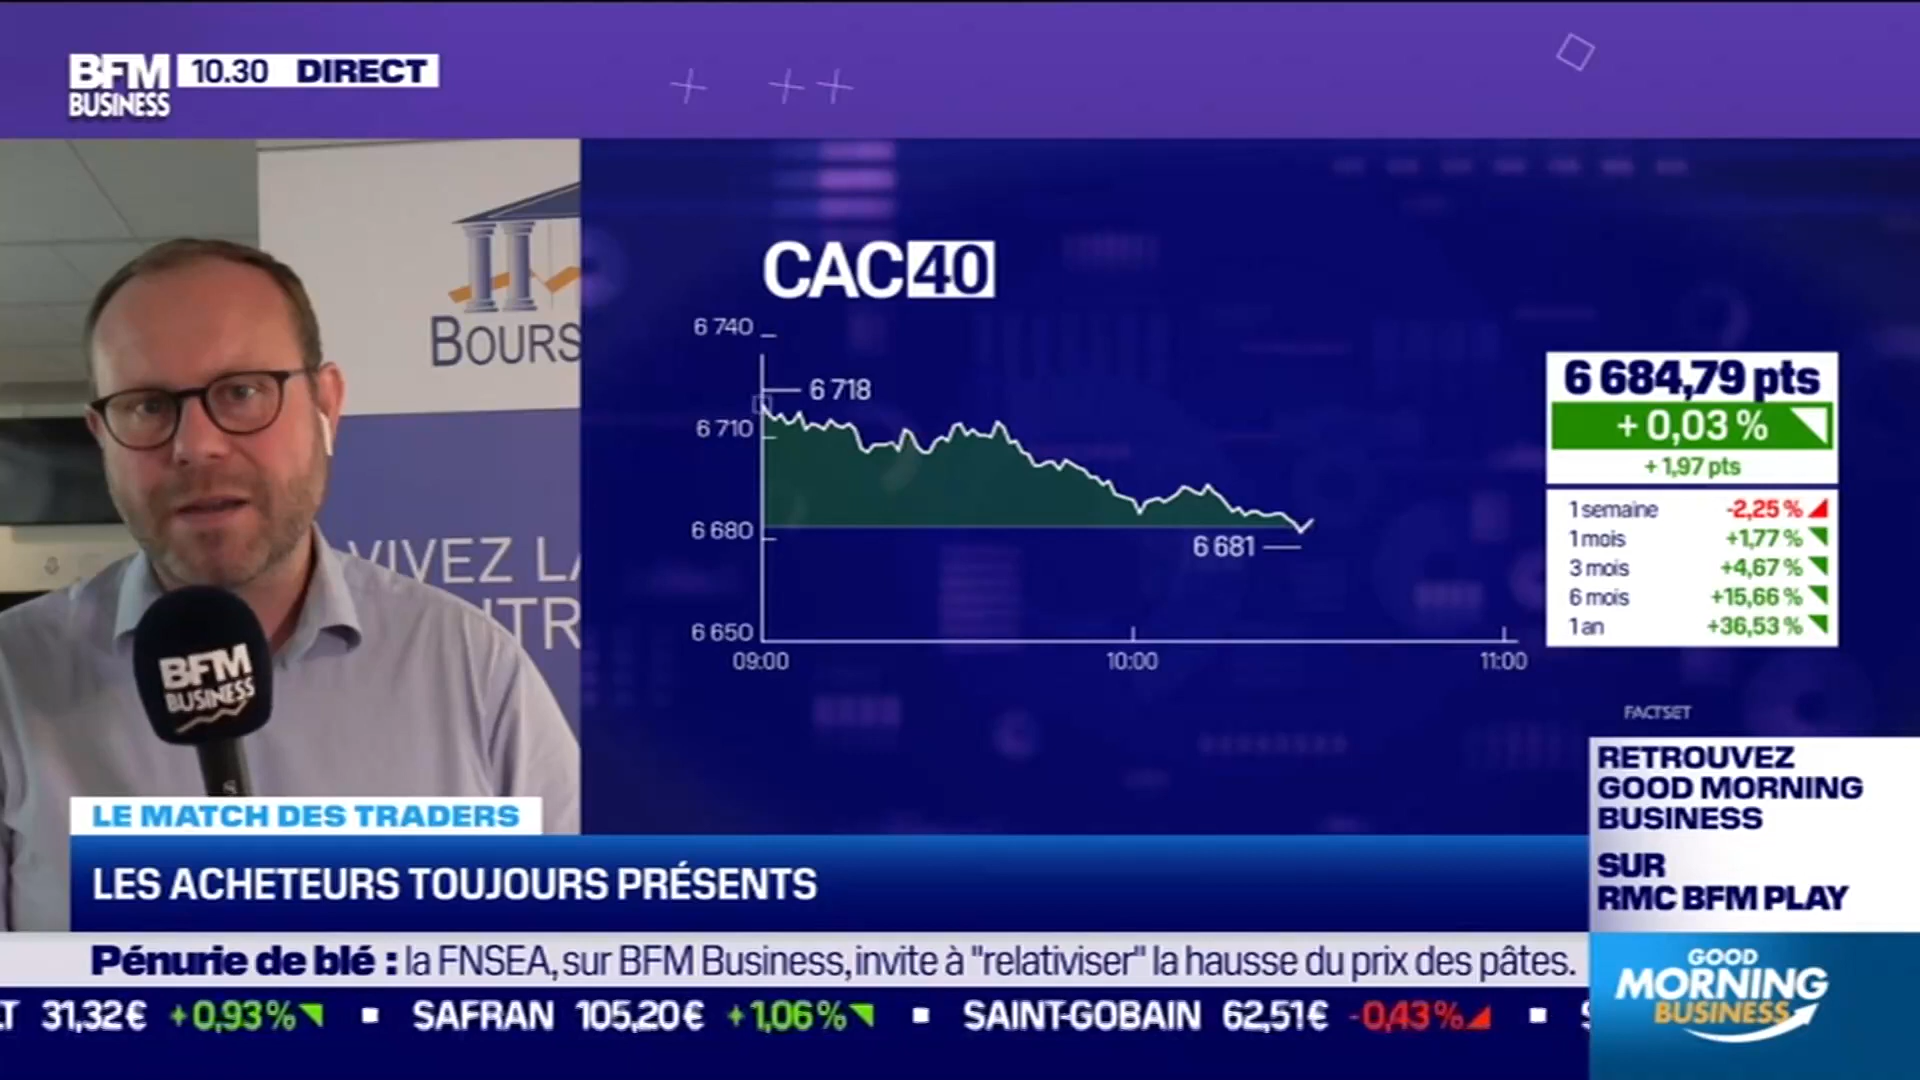 BFM
BUSINESS
10.30 DIRECT
BOURS
VIVEZ LA
BFM
BUSINESS
CAC40
6 740
6 718
6 710
6 680
6 681
6 650
09:00
10:00
11:00
6 684,79 pts
+ 0,03 %
+ 1,97 pts
1 semaine -2,25 %
1 mois +1,77 %
3 mois +4,67 %
6 mois +15,66 %
1 an +36,53 %
FACTSET
RETROUVEZ
GOOD MORNING
BUSINESS
SUR
RMC BFM PLAY
LE MATCH DES TRADERS
LES ACHETEURS TOUJOURS PRÉSENTS
Pénurie de blé : la FNSEA, sur BFM Business, invite à "relativiser" la hausse du prix des pâtes.
LT 31,32€ +0,93% SAFRAN 105,20€ +1,06% SAINT-GOBAIN 62,51€ -0,43% S
GOOD
MORNING
BUSINESS